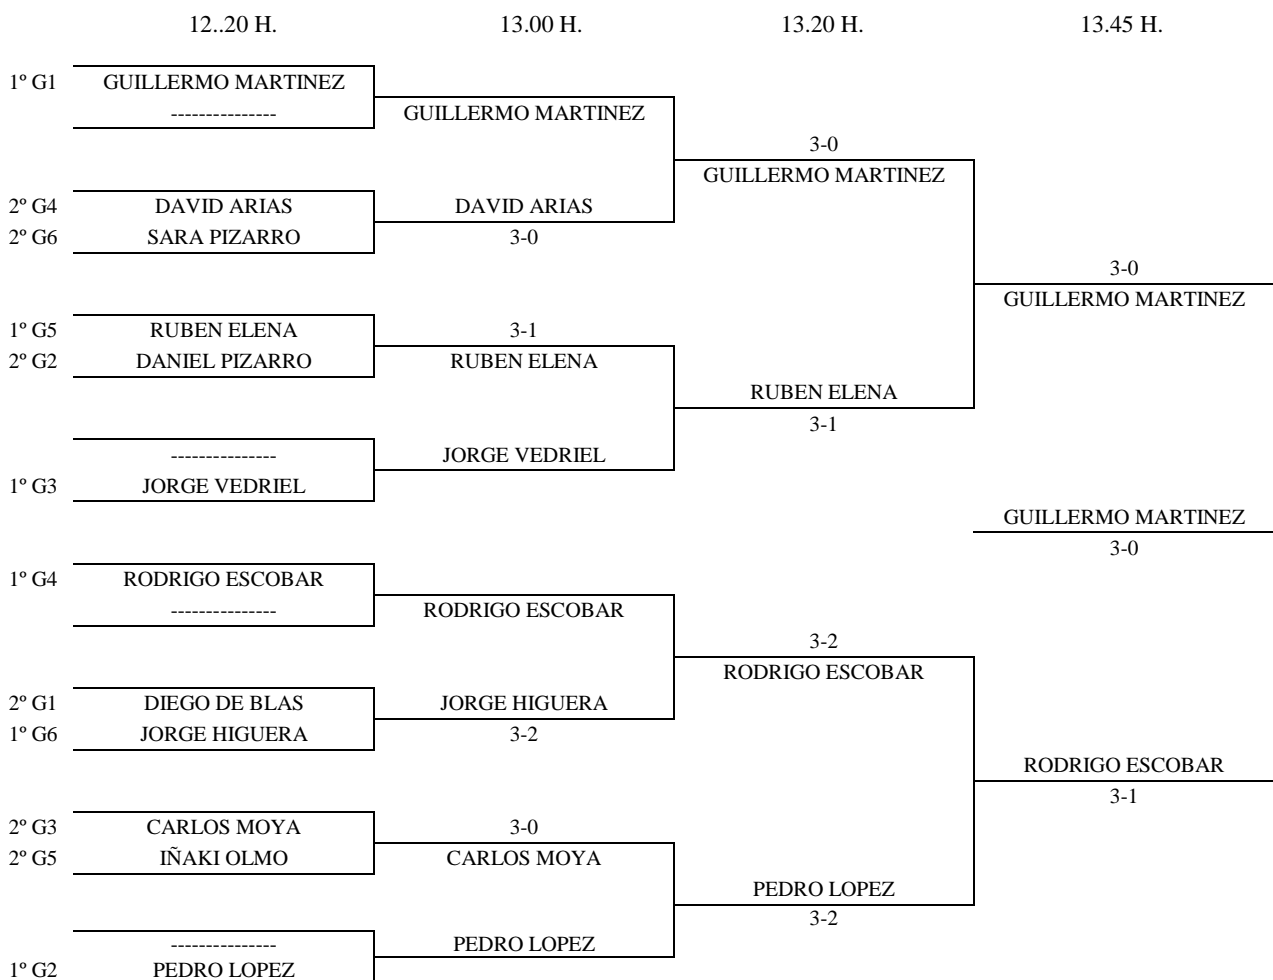 12..20 H. 13.00 H. 13.20 H. 13.45 H.
1º G1 GUILLERMO MARTINEZ
--------------- GUILLERMO MARTINEZ
3-0
GUILLERMO MARTINEZ
2º G4 DAVID ARIAS DAVID ARIAS
2º G6 SARA PIZARRO 3-0
3-0
GUILLERMO MARTINEZ
1º G5 RUBEN ELENA 3-1
2º G2 DANIEL PIZARRO RUBEN ELENA
RUBEN ELENA
3-1
--------------- JORGE VEDRIEL
1º G3 JORGE VEDRIEL
GUILLERMO MARTINEZ
3-0
1º G4 RODRIGO ESCOBAR
--------------- RODRIGO ESCOBAR
3-2
RODRIGO ESCOBAR
2º G1 DIEGO DE BLAS JORGE HIGUERA
1º G6 JORGE HIGUERA 3-2
RODRIGO ESCOBAR
3-1
2º G3 CARLOS MOYA 3-0
2º G5 IÑAKI OLMO CARLOS MOYA
PEDRO LOPEZ
3-2
--------------- PEDRO LOPEZ
1º G2 PEDRO LOPEZ